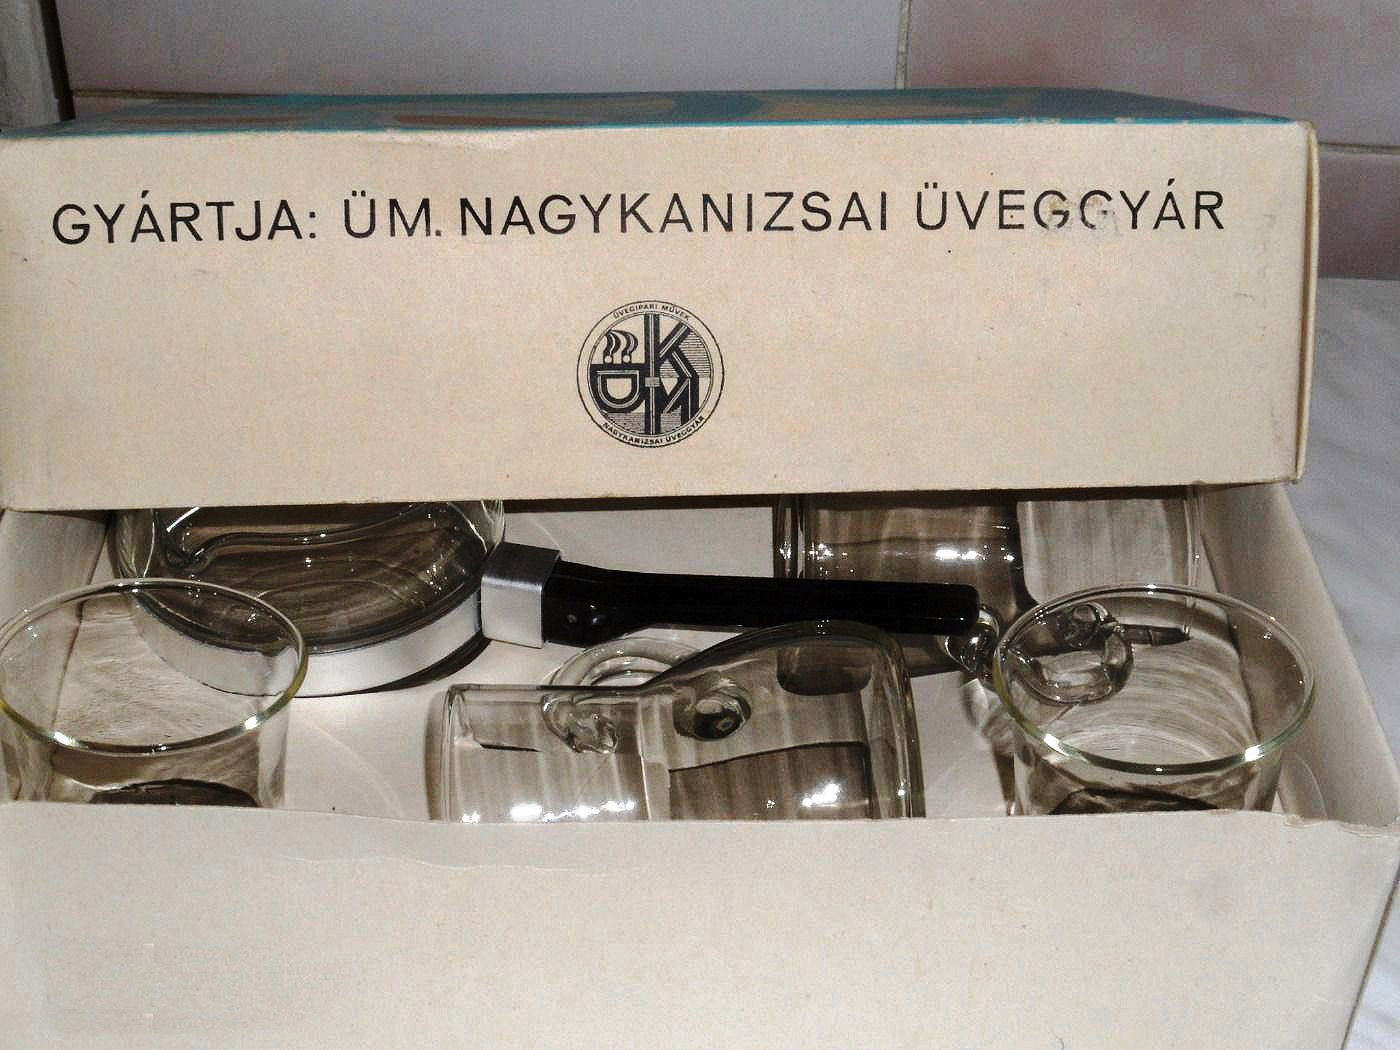 GYÁRTJA: ÜM. NAGYKANIZSAI ÜVEGGYÁR
ÜVEGIPARI MŰVEK
NAGYKANIZSAI ÜVEGGYÁR